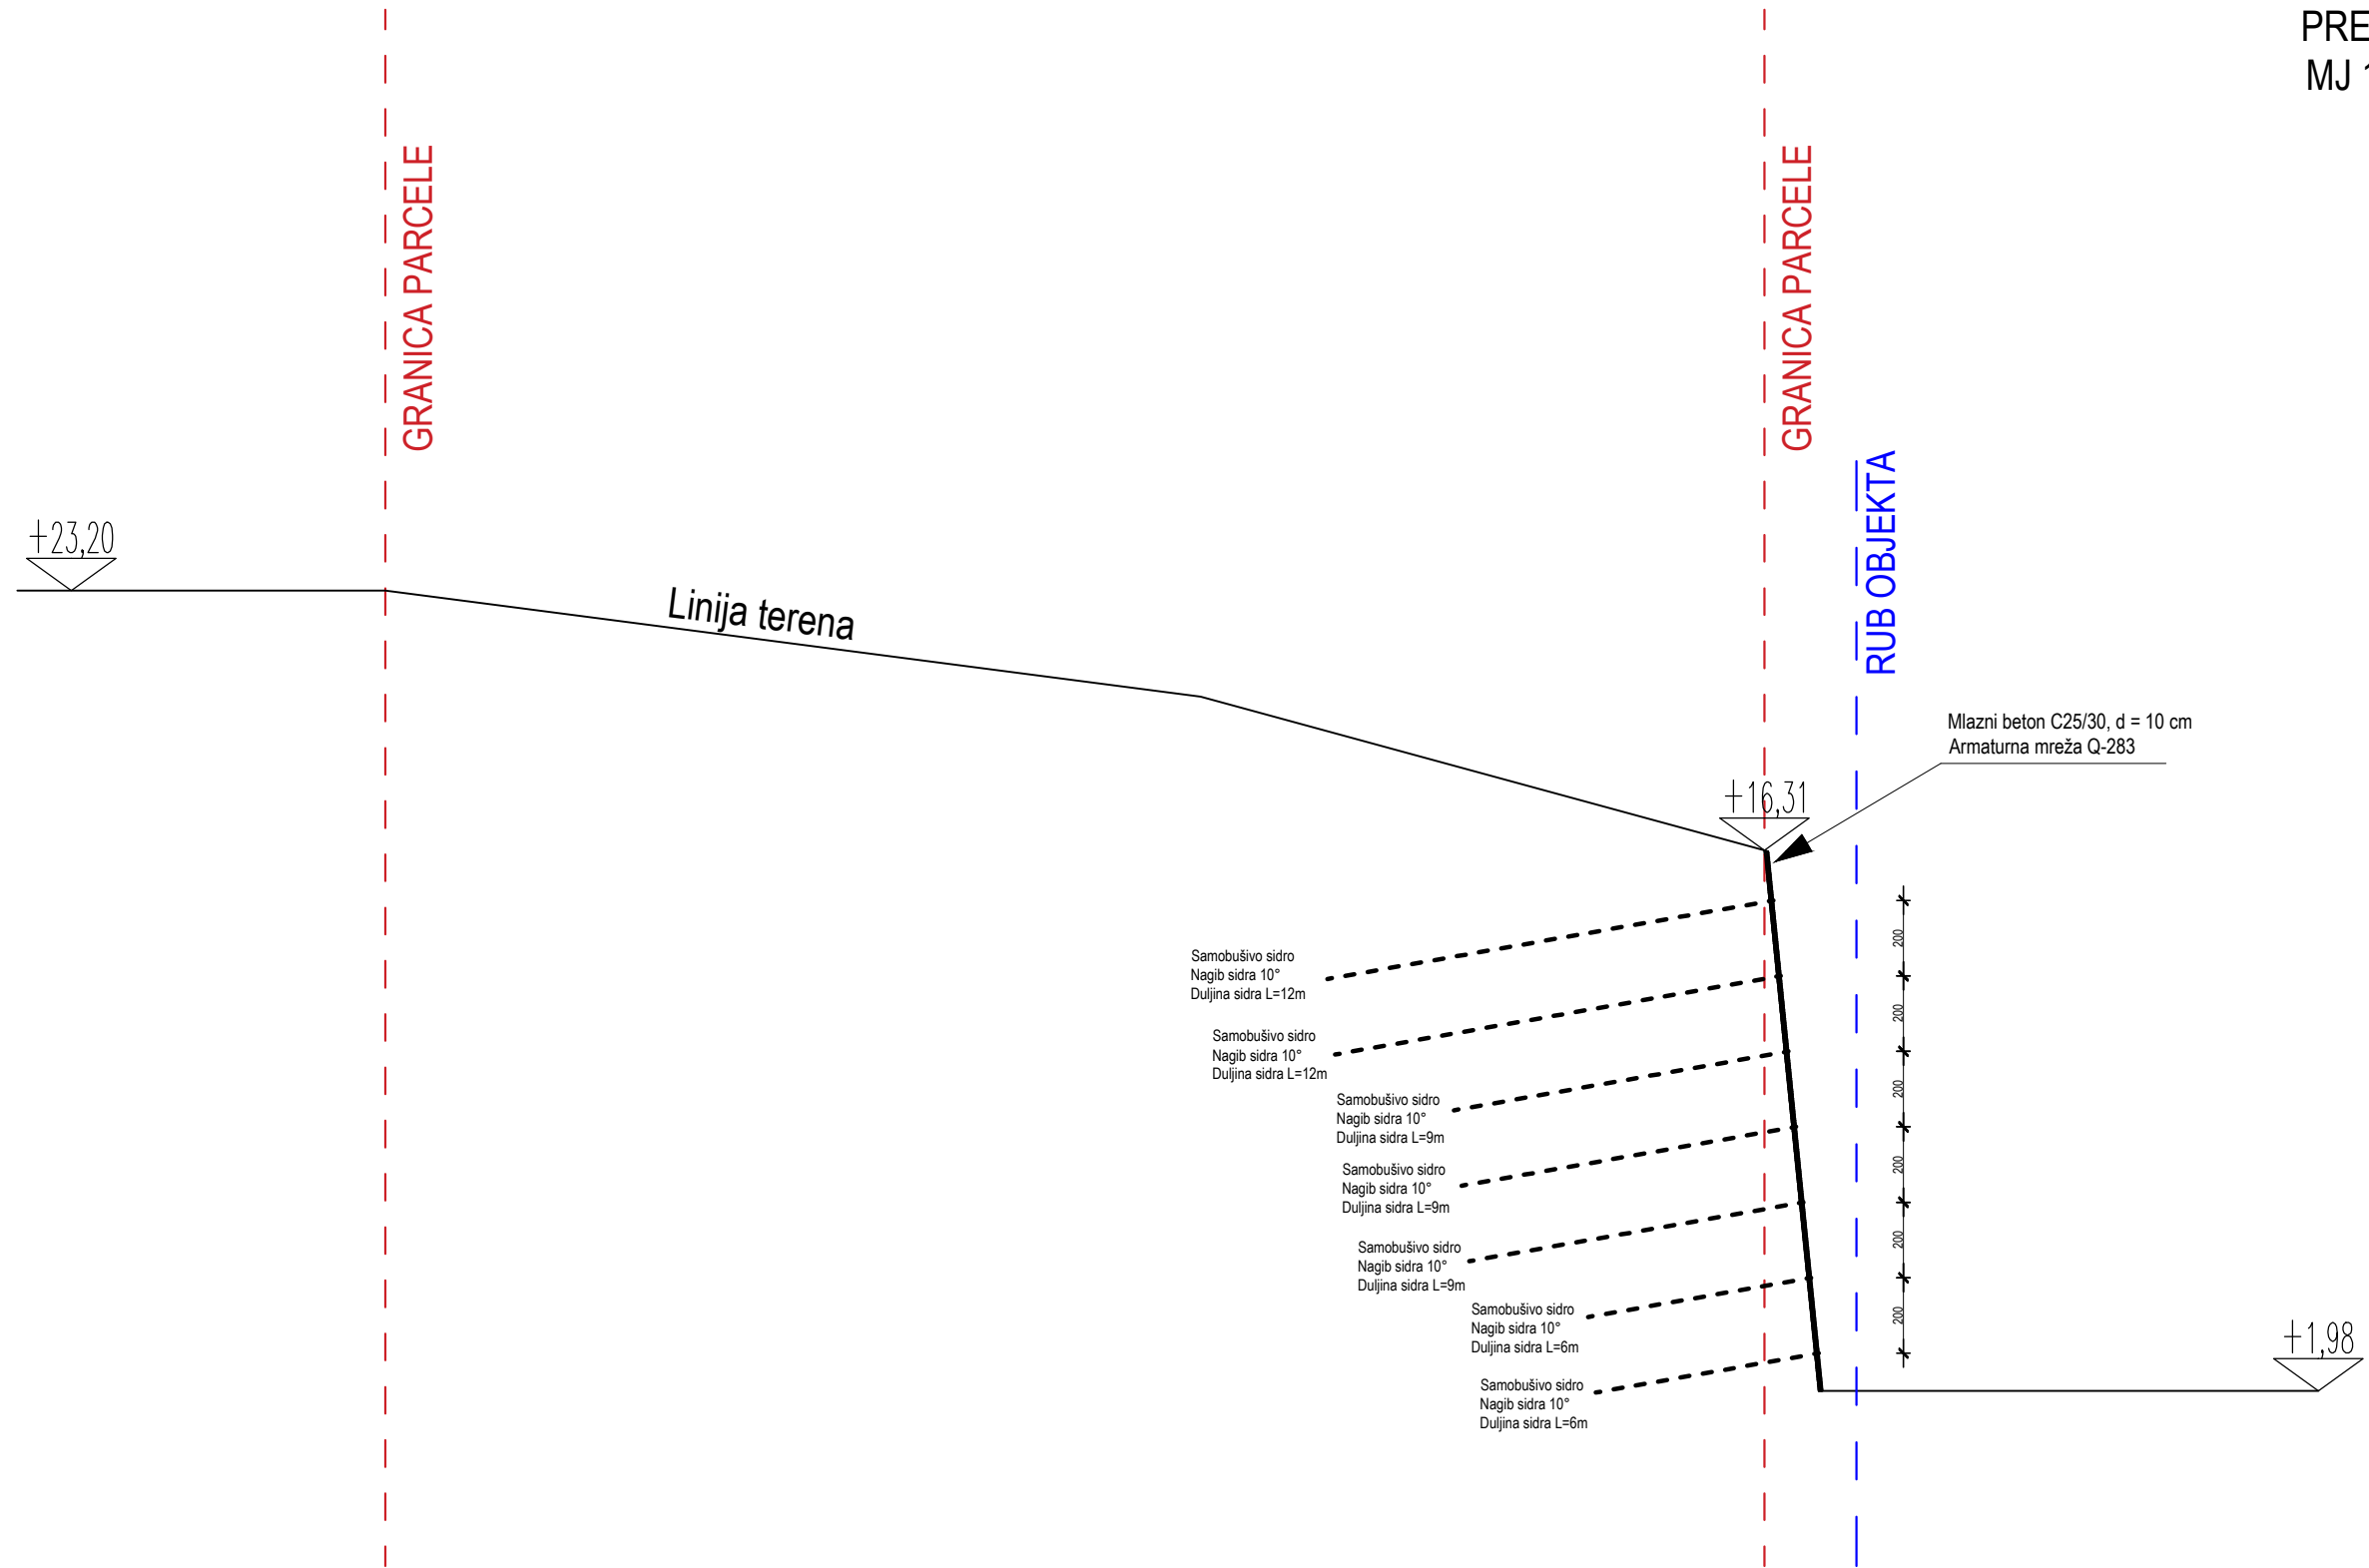 PRE
MJ 1
GRANICA PARCELE
GRANICA PARCELE
RUB OBJEKTA
+23,20
Linija terena
Mlazni beton C25/30, d = 10 cm
Armaturna mreža Q-283
+16,31
Samobušivo sidro
Nagib sidra 10°
Duljina sidra L=12m
Samobušivo sidro
Nagib sidra 10°
Duljina sidra L=12m
Samobušivo sidro
Nagib sidra 10°
Duljina sidra L=9m
Samobušivo sidro
Nagib sidra 10°
Duljina sidra L=9m
Samobušivo sidro
Nagib sidra 10°
Duljina sidra L=9m
Samobušivo sidro
Nagib sidra 10°
Duljina sidra L=6m
Samobušivo sidro
Nagib sidra 10°
Duljina sidra L=6m
200
200
200
200
200
200
+1,98